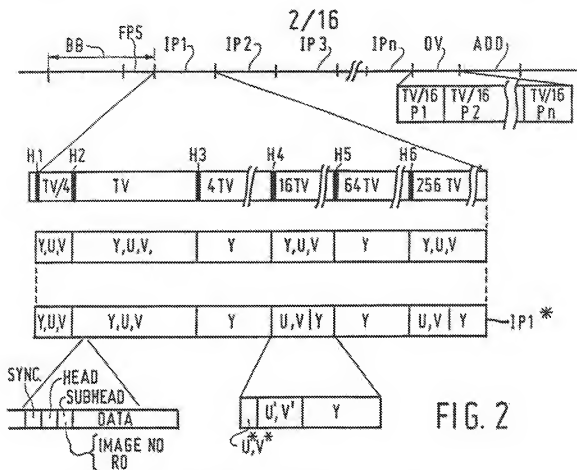 2/16
BB FPS IP1 IP2 IP3 IPn OV ADD
TV/16 TV/16 TV/16
P1 P2 Pn
H1 H2 H3 H4 H5 H6
TV/4 TV 4TV 16TV 64TV 256 TV
Y,U,V Y,U,V, Y Y,U,V Y Y,U,V
Y,U,V Y,U,V Y U,V Y Y U,V Y IP1*
SYNC. HEAD SUBHEAD DATA
IMAGE NO
RO
U',V' Y
U*,V*
FIG. 2